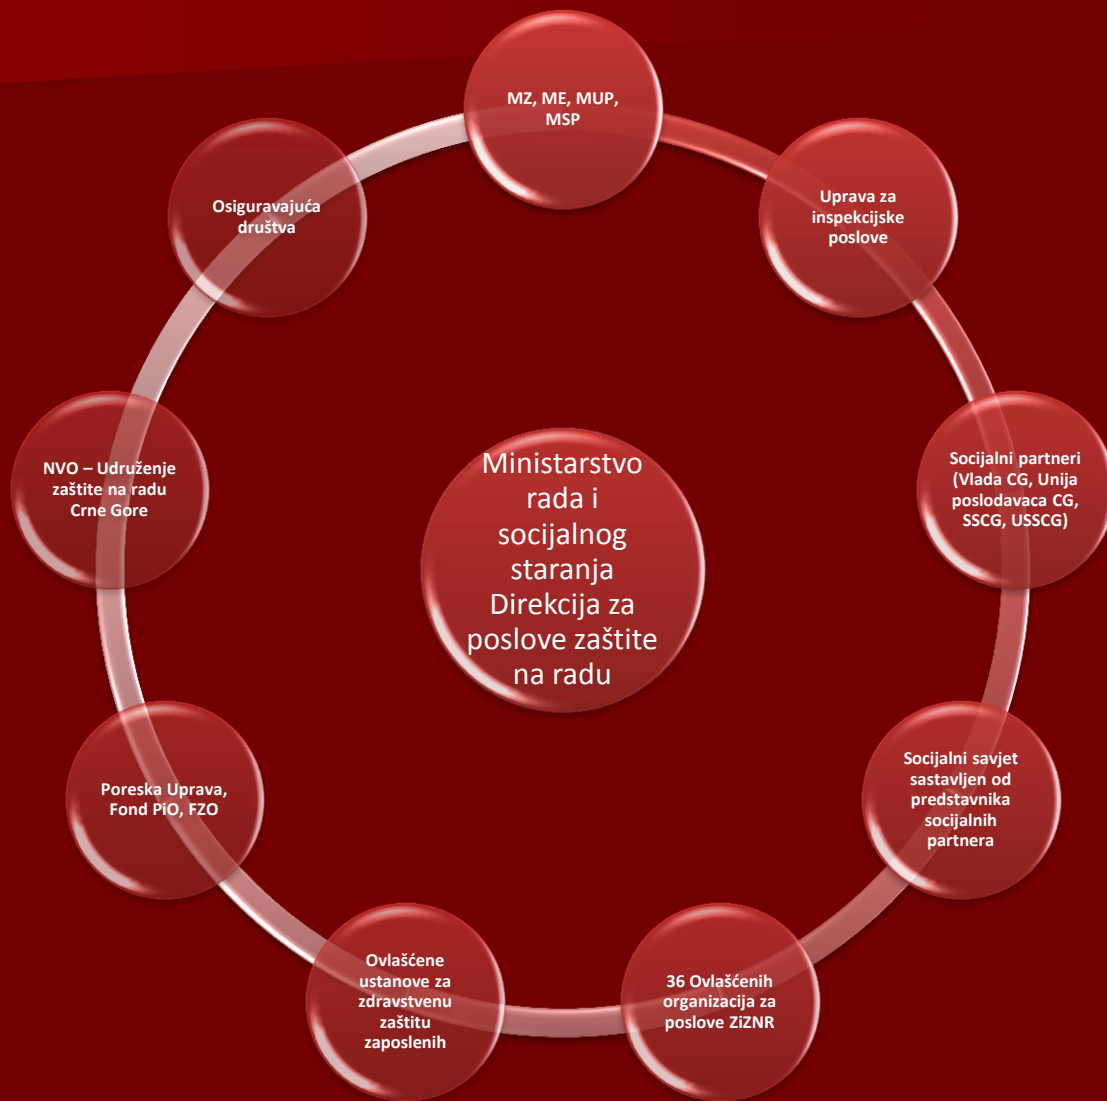 MZ, ME, MUP,
MSP
Uprava za
inspekcijske
poslove
Socijalni partneri
(Vlada CG, Unija
poslodavaca CG,
SSCG, USSCG)
Socijalni savjet
sastavljen od
predstavnika
socijalnih
partnera
36 Ovlašćenih
organizacija za
poslove ZiZNR
Ovlašćene
ustanove za
zdravstvenu
zaštitu
zaposlenih
Poreska Uprava,
Fond PiO, FZO
NVO – Udruženje
zaštite na radu
Crne Gore
Osiguravajuća
društva
Ministarstvo
rada i
socijalnog
staranja
Direkcija za
poslove zaštite
na radu